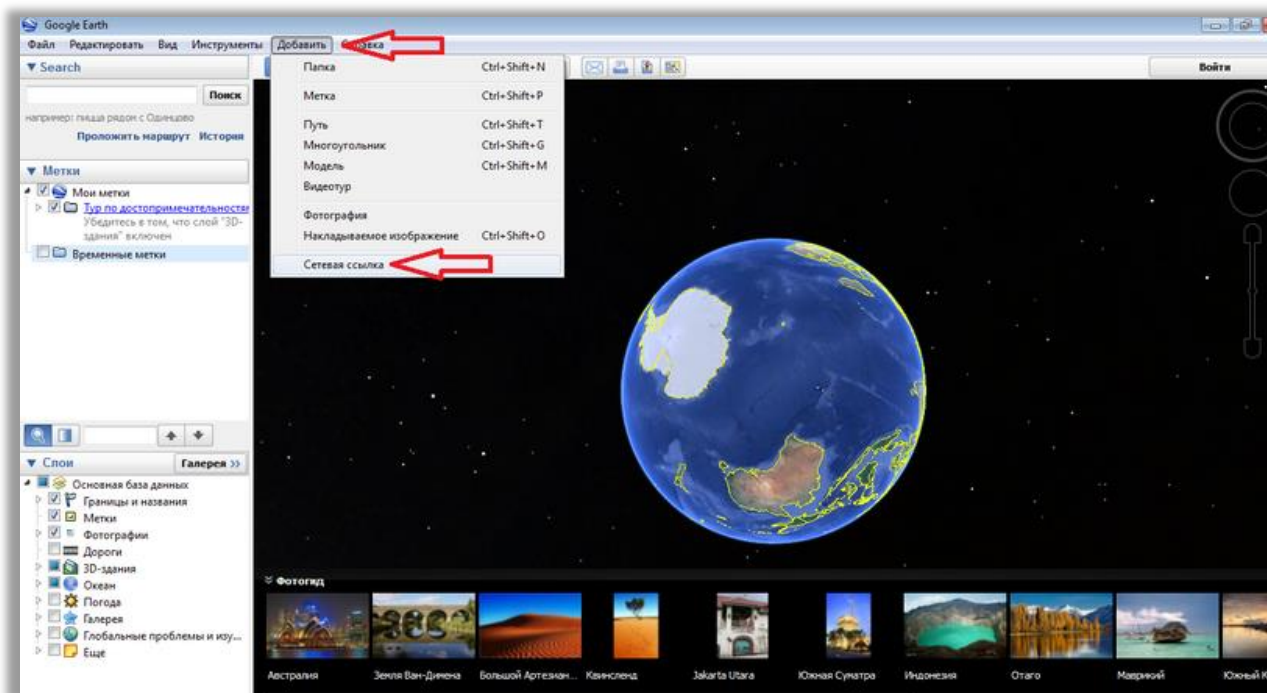 Google Earth
Файл Редактировать Вид Инструменты Добавить
Search
Войти
Поиск
например: пицца рядом с Одинцово
Проложить маршрут История
Папка Ctrl+Shift+N
Метка Ctrl+Shift+P
Путь Ctrl+Shift+T
Многоугольник Ctrl+Shift+G
Модель Ctrl+Shift+M
Видеотур
Фотография
Накладываемое изображение Ctrl+Shift+O
Сетевая ссылка
Метки
Мои метки
Тур по достопримечательностям
Убедитесь в том, что слой "3D-
здания" включен
Временные метки
Слои Галерея >>
Основная база данных
Границы и названия
Метки
Фотографии
Дороги
3D-здания
Океан
Погода
Галерея
Глобальные проблемы и изу...
Еще
Фотогид
Австралия Земля Ван-Димена Большой Артезиан... Квинсленд Jakarta Utara Южная Суматра Индонезия Отаго Маврикий Южный